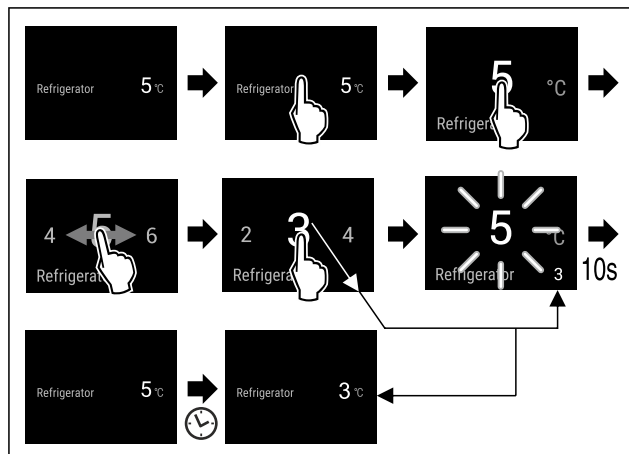 Refrigerator 5 °C
Refrigerator 5 °C
5 °C
Refriger
4 5 6
Refrigerat
2 3 4
Refrigerat
5 °C
Refrigerator 3
10s
Refrigerator 5 °C
Refrigerator 3 °C